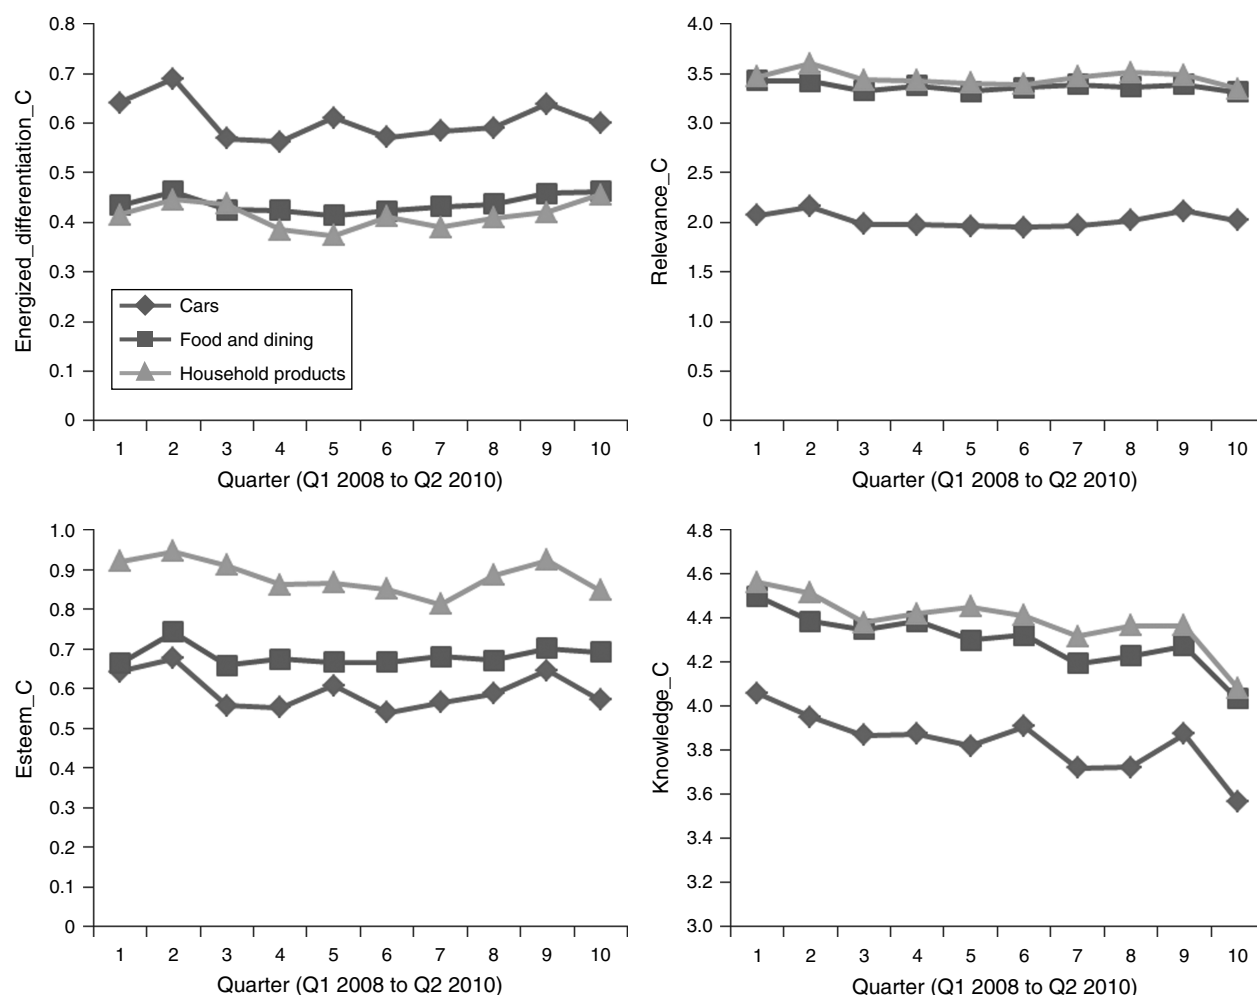 Energized_differentiation_C
0.8
0.7
0.6
0.5
0.4
0.3
0.2
0.1
0
Cars
Food and dining
Household products
1 2 3 4 5 6 7 8 9 10
Quarter (Q1 2008 to Q2 2010)
Relevance_C
4.0
3.5
3.0
2.5
2.0
1.5
1.0
0.5
0
1 2 3 4 5 6 7 8 9 10
Quarter (Q1 2008 to Q2 2010)
Esteem_C
1.0
0.9
0.8
0.7
0.6
0.5
0.4
0.3
0.2
0.1
0
1 2 3 4 5 6 7 8 9 10
Quarter (Q1 2008 to Q2 2010)
Knowledge_C
4.8
4.6
4.4
4.2
4.0
3.8
3.6
3.4
3.2
3.0
1 2 3 4 5 6 7 8 9 10
Quarter (Q1 2008 to Q2 2010)